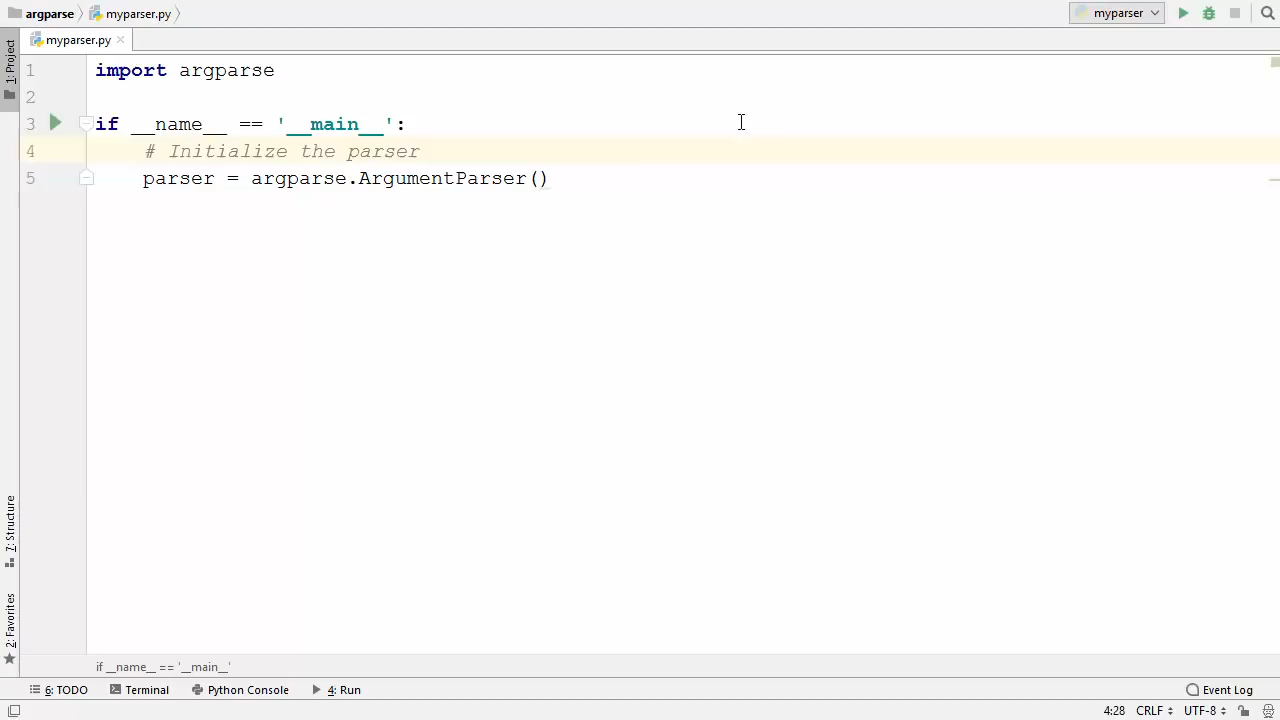 argparse myparser.py
myparser
myparser.py
1: Project
1 import argparse
2
3 if __name__ == '__main__':
4     # Initialize the parser
5     parser = argparse.ArgumentParser()
7: Structure
2: Favorites
if __name__ == '__main__'
6: TODO Terminal Python Console 4: Run Event Log
4:28 CRLF UTF-8